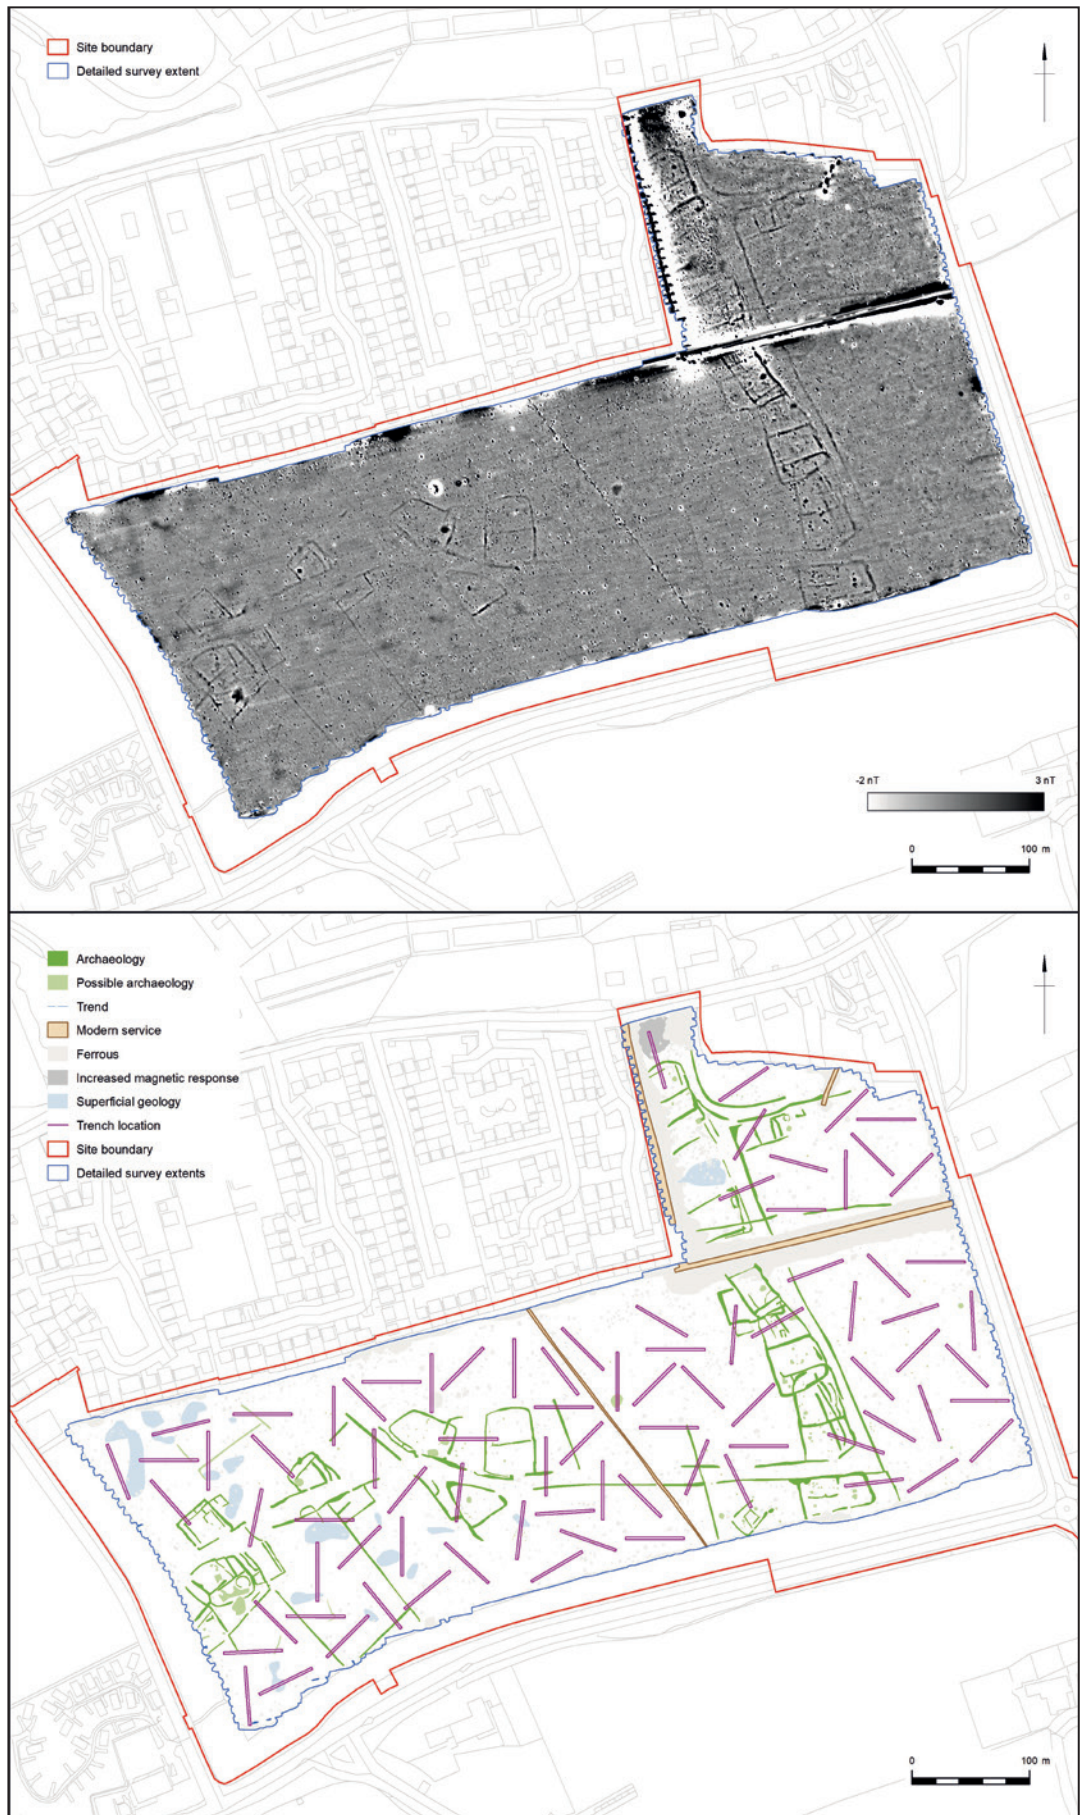 Site boundary
Detailed survey extent
-2 nT 3 nT
0 100 m
Archaeology
Possible archaeology
Trend
Modern service
Ferrous
Increased magnetic response
Superficial geology
Trench location
Site boundary
Detailed survey extents
0 100 m